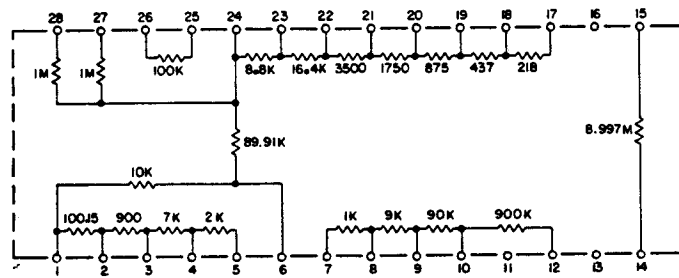 28 27 26 25 24 23 22 21 20 19 18 17 16 15
1M 1M 100K 8.8K 16.4K 3500 1750 875 437 218
89.91K 8.997M
10K
100.15 900 7K 2K 1K 9K 90K 900K
1 2 3 4 5 6 7 8 9 10 11 12 13 14